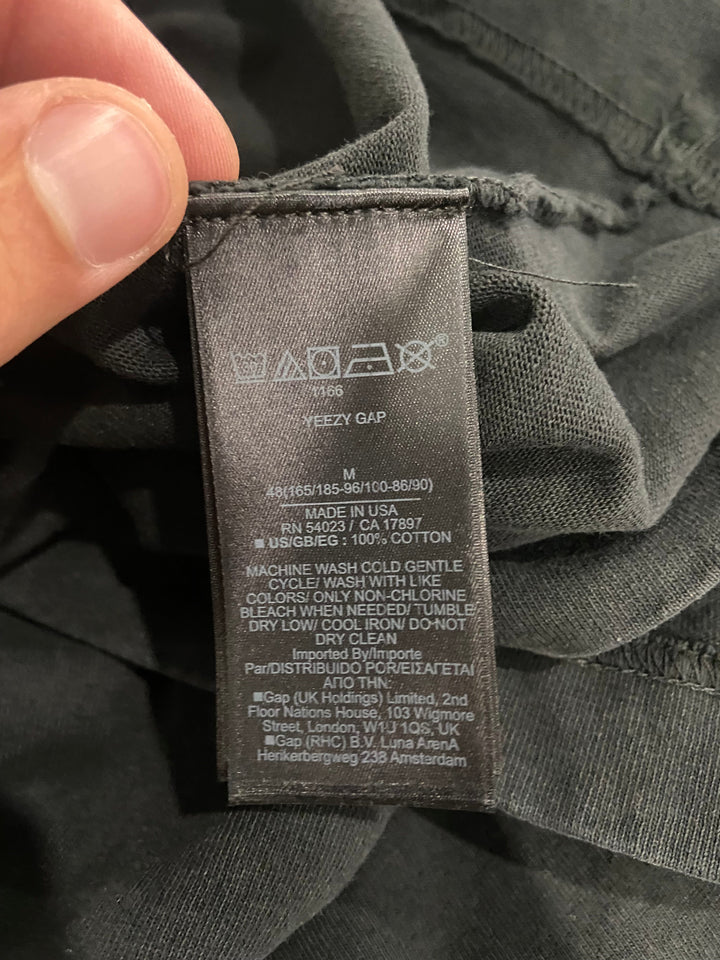 1166
YEEZY GAP
M
48(165/185-96/100-86/90)
MADE IN USA
RN 54023 / CA 17897
■ US/GB/EG : 100% COTTON
MACHINE WASH COLD GENTLE
CYCLE/ WASH WITH LIKE
COLORS/ ONLY NON-CHLORINE
BLEACH WHEN NEEDED/ TUMBLE
DRY LOW/ COOL IRON/ DO NOT
DRY CLEAN
Imported By/Importe
Par/DISTRIBUIDO POR/ΕΙΣΑΓΕΤΑΙ
ΑΠΟ ΤΗΝ:
■Gap (UK Holdings) Limited, 2nd
Floor Nations House, 103 Wigmore
Street, London, W1U 1QS, UK
■Gap (RHC) B.V. Luna ArenA
Herikerbergweg 238 Amsterdam